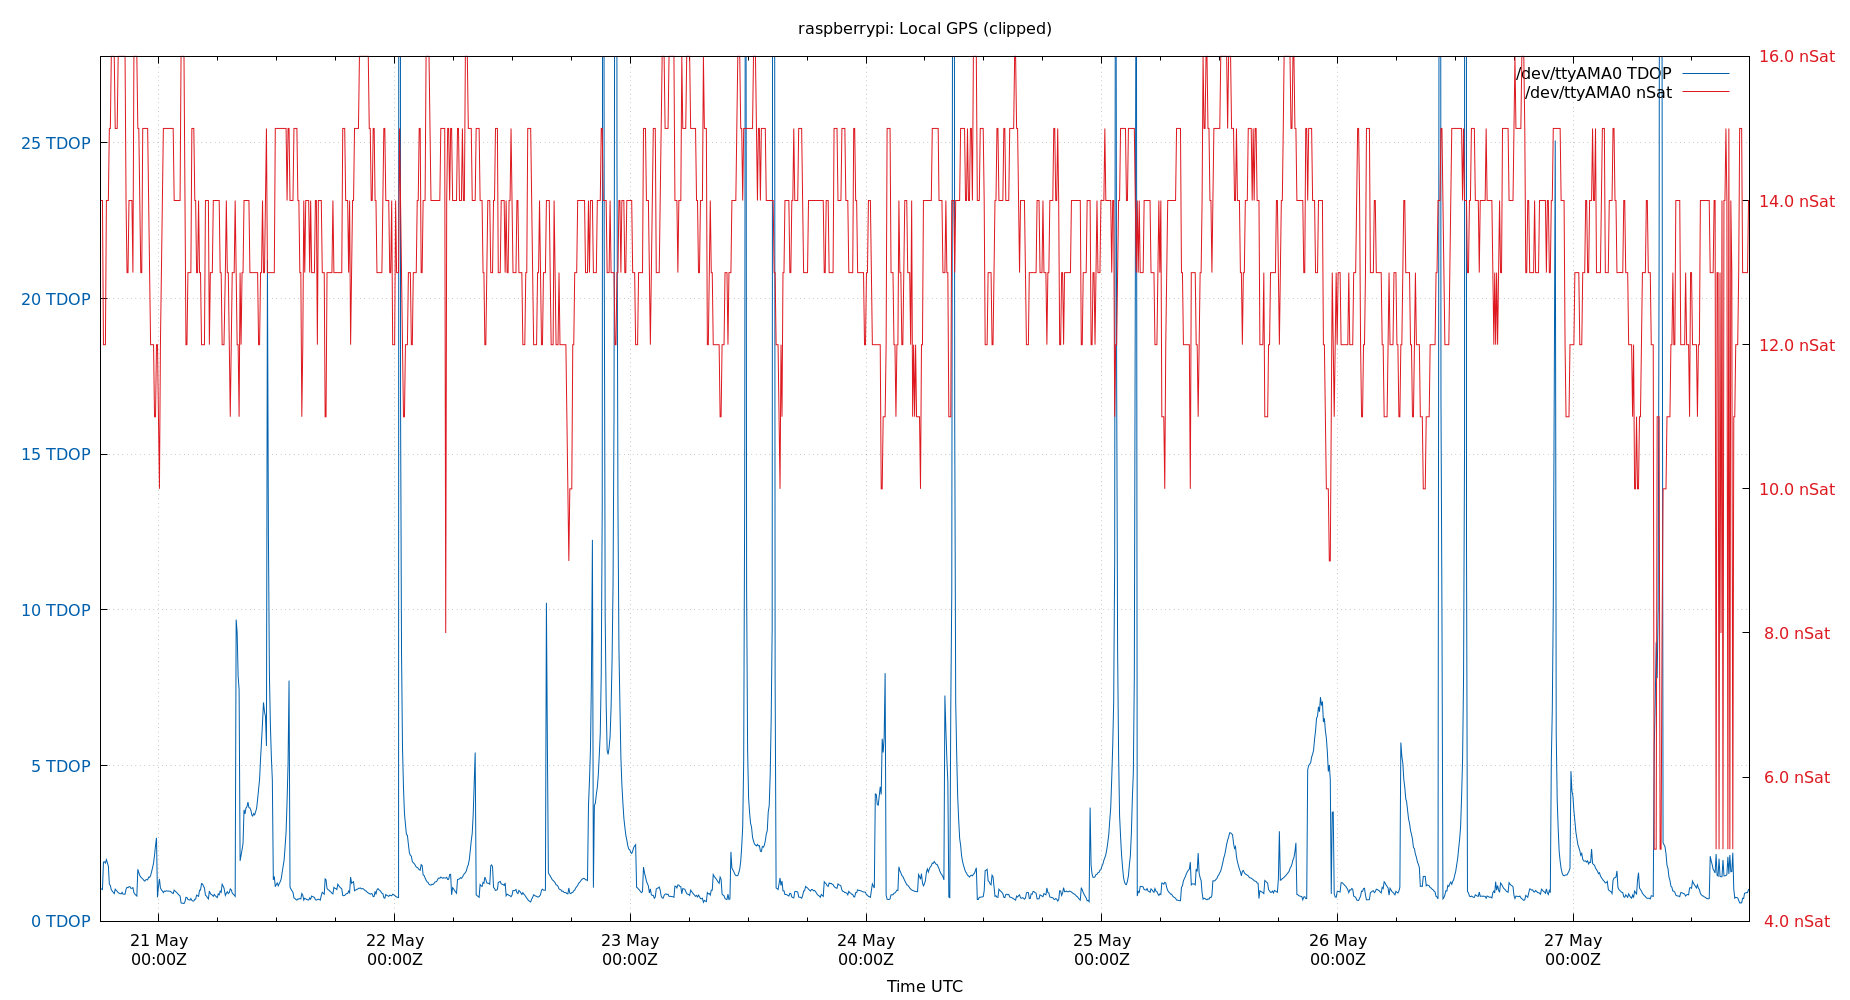 raspberrypi: Local GPS (clipped)
/dev/ttyAMA0 TDOP
/dev/ttyAMA0 nSat
25 TDOP
20 TDOP
15 TDOP
10 TDOP
5 TDOP
0 TDOP
16.0 nSat
14.0 nSat
12.0 nSat
10.0 nSat
8.0 nSat
6.0 nSat
4.0 nSat
21 May
00:00Z
22 May
00:00Z
23 May
00:00Z
24 May
00:00Z
25 May
00:00Z
26 May
00:00Z
27 May
00:00Z
Time UTC